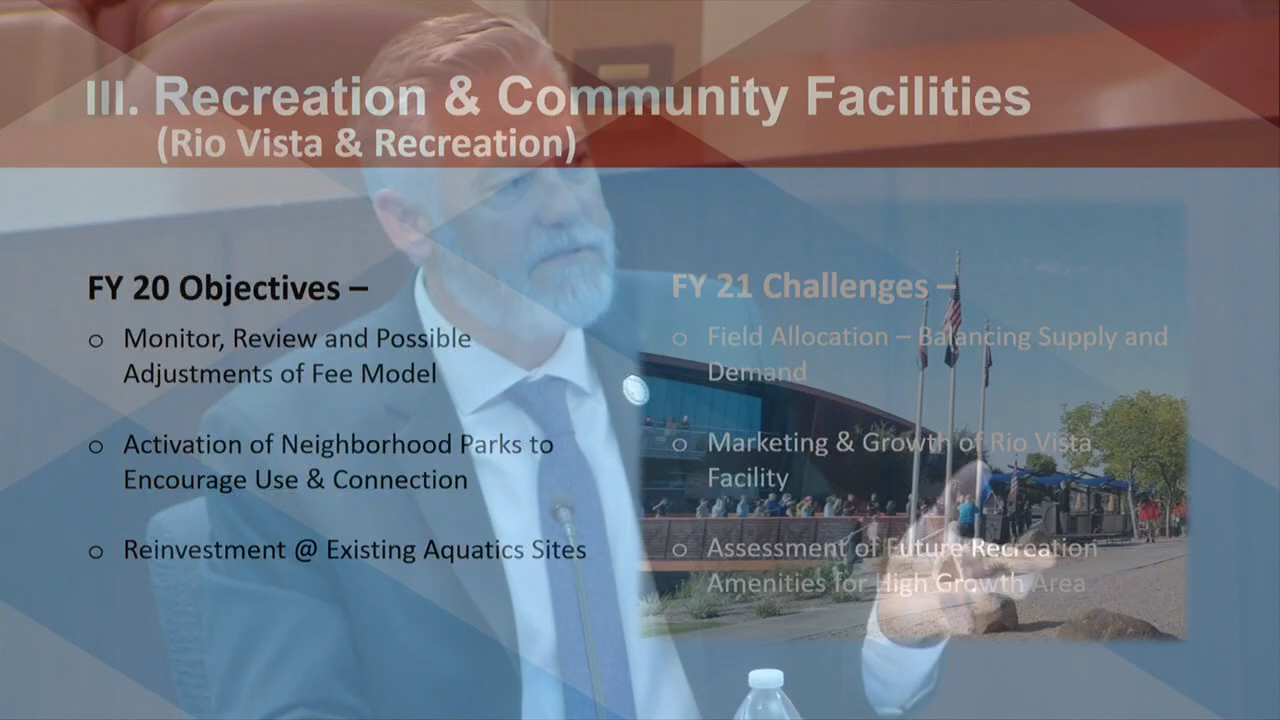 III. Recreation & Community Facilities
(Rio Vista & Recreation)
FY 20 Objectives –
o Monitor, Review and Possible
Adjustments of Fee Model
o Activation of Neighborhood Parks to
Encourage Use & Connection
o Reinvestment @ Existing Aquatics Sites
FY 21 Challenges –
o Field Allocation – Balancing Supply and
Demand
o Marketing & Growth of Rio Vista
Facility
o Assessment of Future Recreation
Amenities for High Growth Area